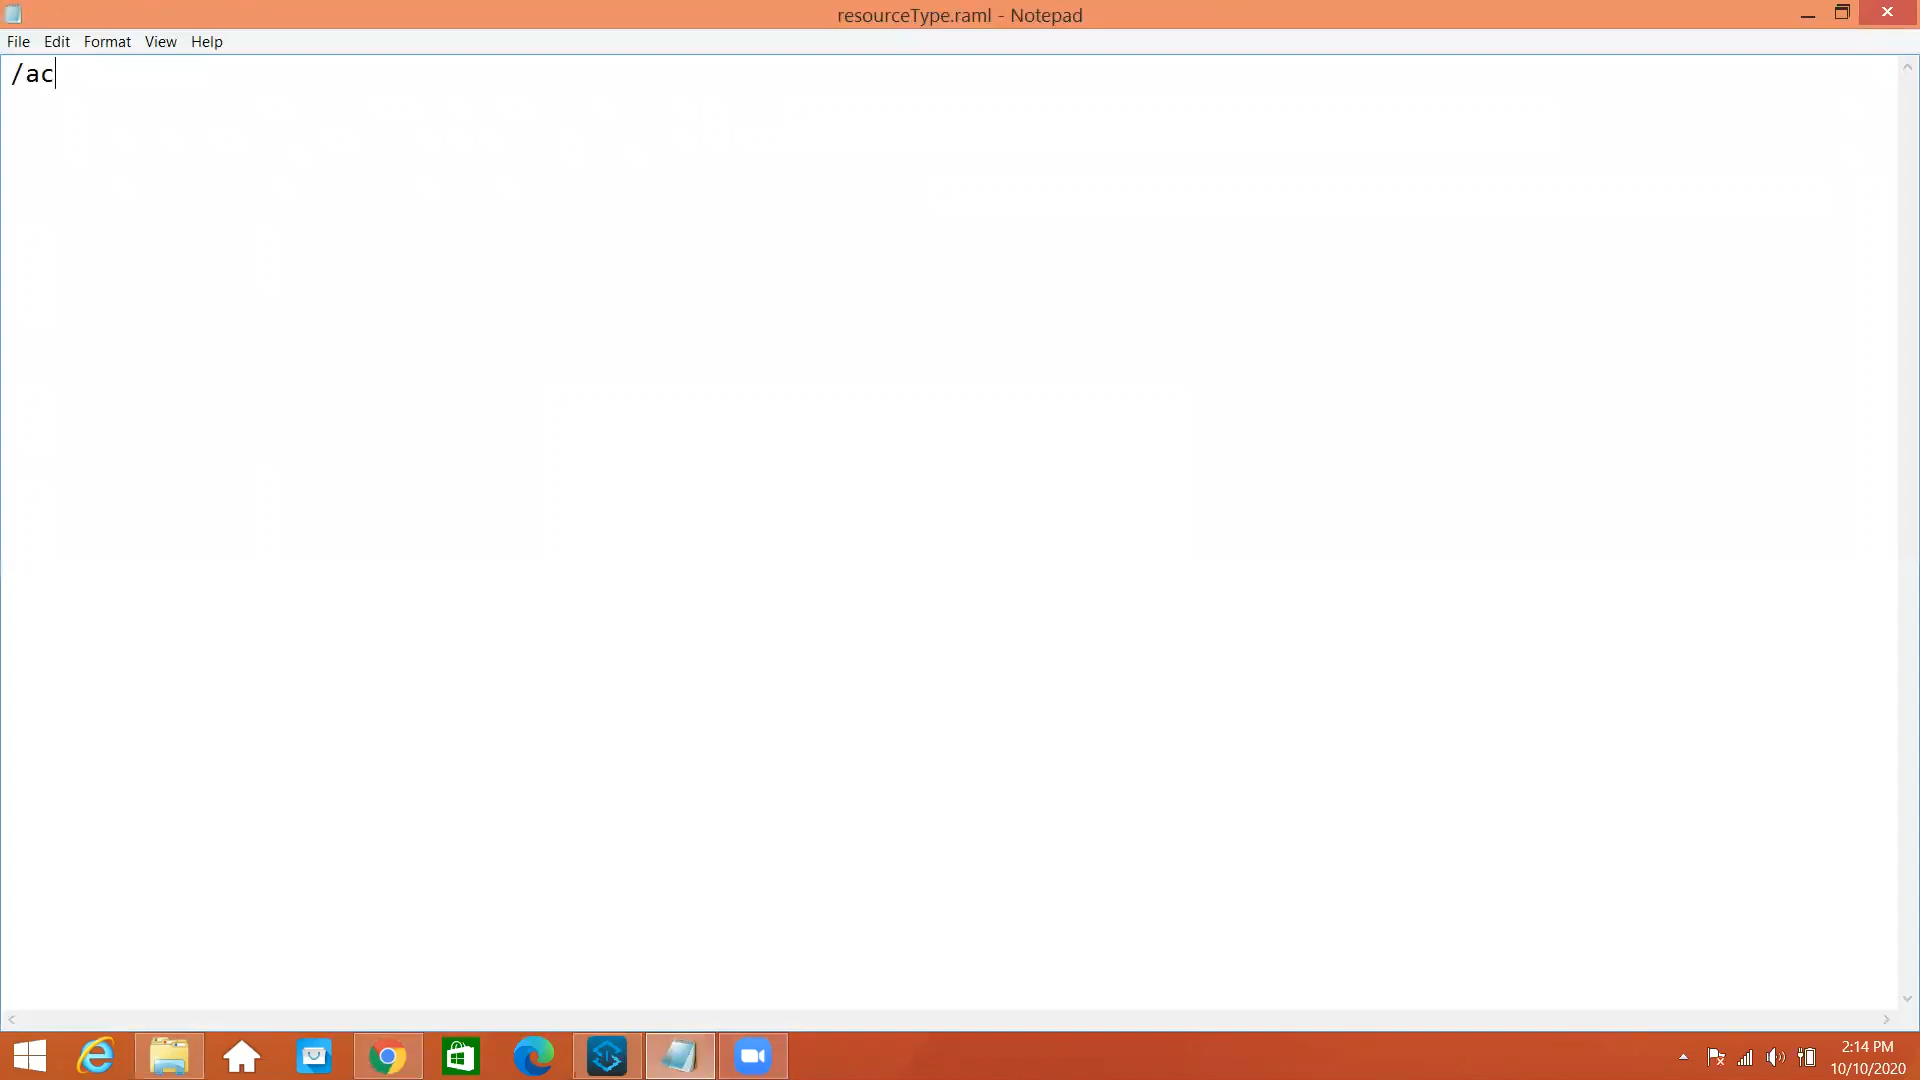 resourceType.raml - Notepad
File Edit Format View Help
/ac
2:14 PM
10/10/2020